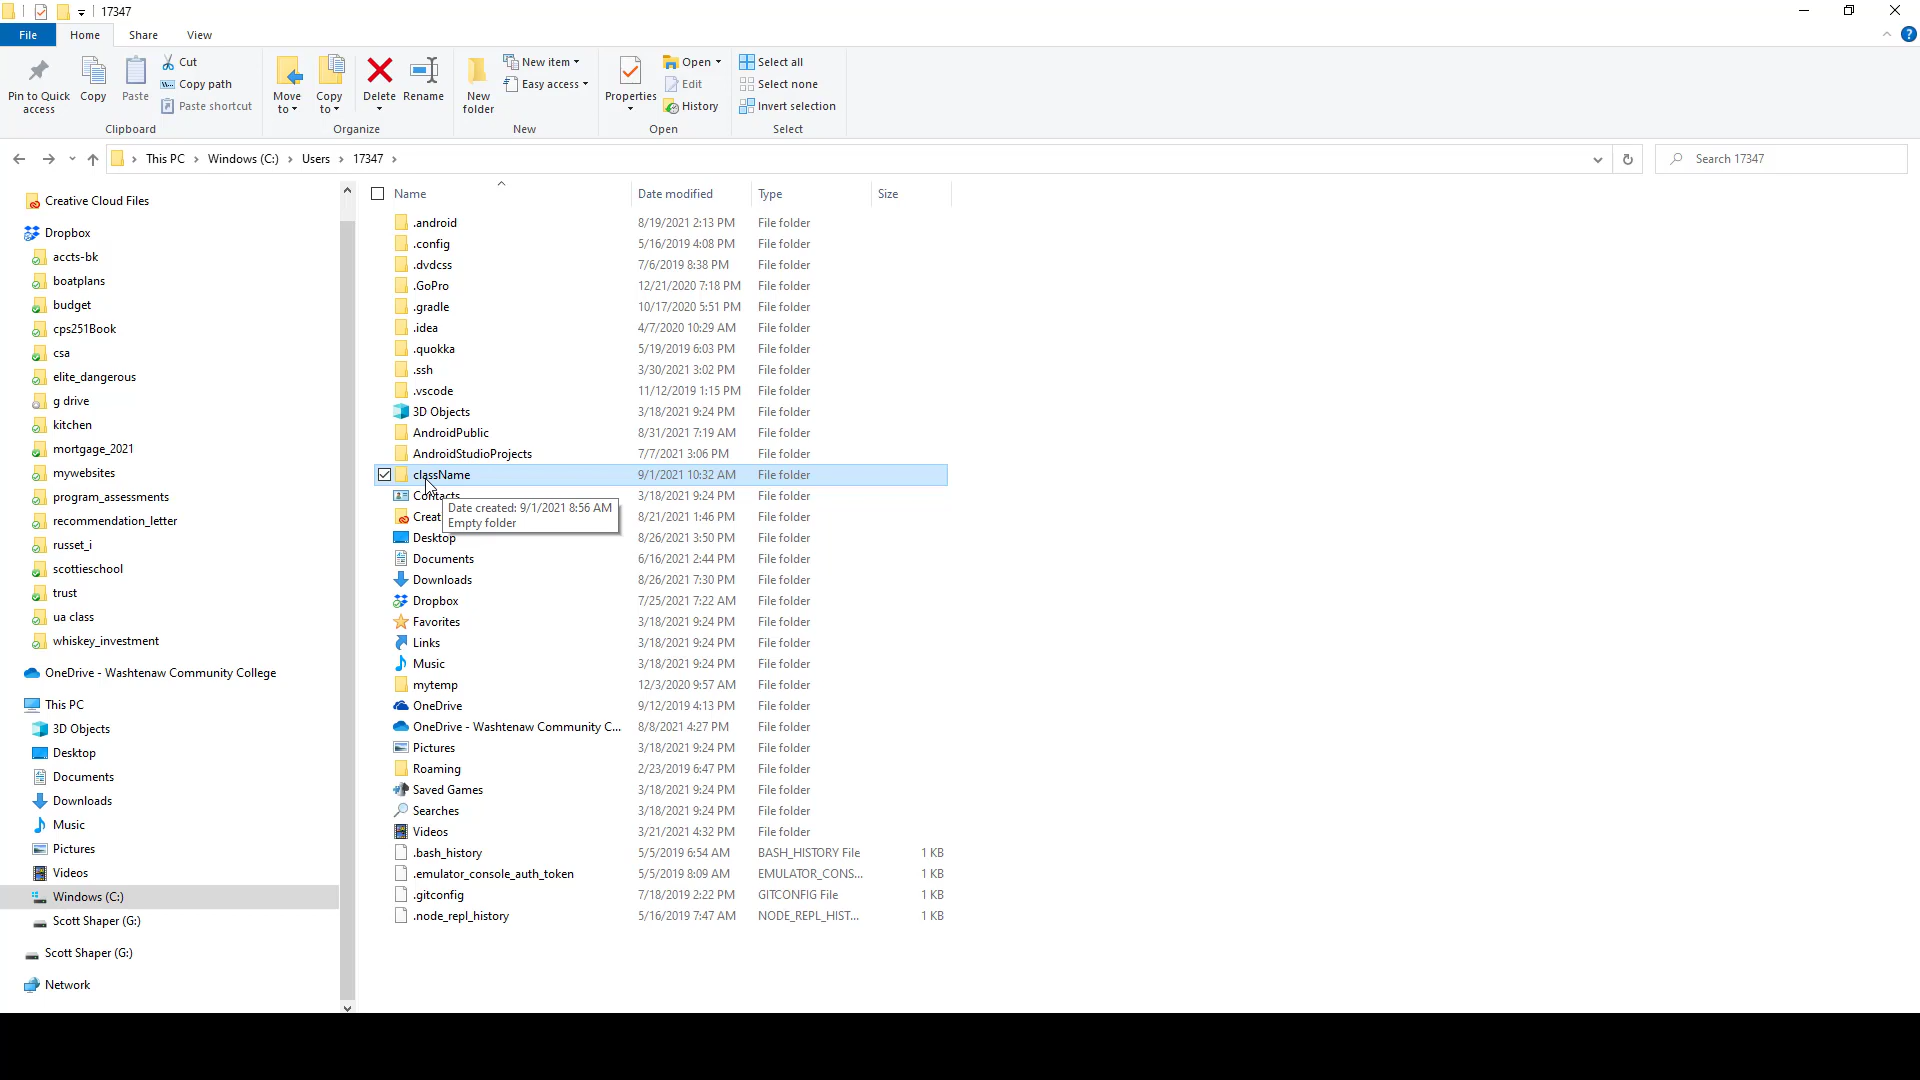 17347
File Home Share View
Pin to Quick access
Copy
Paste
Cut
Copy path
Paste shortcut
Clipboard
Move to
Copy to
Delete
Rename
Organize
New folder
New item
Easy access
New
Properties
Open
Edit
History
Open
Select all
Select none
Invert selection
Select
This PC Windows (C:) Users 17347
Search 17347
Creative Cloud Files
Dropbox
accts-bk
boatplans
budget
cps251Book
csa
elite_dangerous
g drive
kitchen
mortgage_2021
mywebsites
program_assessments
recommendation_letter
russet_i
scottieschool
trust
ua class
whiskey_investment
OneDrive - Washtenaw Community College
This PC
3D Objects
Desktop
Documents
Downloads
Music
Pictures
Videos
Windows (C:)
Scott Shaper (G:)
Scott Shaper (G:)
Network
Name Date modified Type Size
.android 8/19/2021 2:13 PM File folder
.config 5/16/2019 4:08 PM File folder
.dvdcss 7/6/2019 8:38 PM File folder
.GoPro 12/21/2020 7:18 PM File folder
.gradle 10/17/2020 5:51 PM File folder
.idea 4/7/2020 10:29 AM File folder
.quokka 5/19/2019 6:03 PM File folder
.ssh 3/30/2021 3:02 PM File folder
.vscode 11/12/2019 1:15 PM File folder
3D Objects 3/18/2021 9:24 PM File folder
AndroidPublic 8/31/2021 7:19 AM File folder
AndroidStudioProjects 7/7/2021 3:06 PM File folder
className 9/1/2021 10:32 AM File folder
Contacts 3/18/2021 9:24 PM File folder
Creat 8/21/2021 1:46 PM File folder
Date created: 9/1/2021 8:56 AM
Empty folder
Desktop 8/26/2021 3:50 PM File folder
Documents 6/16/2021 2:44 PM File folder
Downloads 8/26/2021 7:30 PM File folder
Dropbox 7/25/2021 7:22 AM File folder
Favorites 3/18/2021 9:24 PM File folder
Links 3/18/2021 9:24 PM File folder
Music 3/18/2021 9:24 PM File folder
mytemp 12/3/2020 9:57 AM File folder
OneDrive 9/12/2019 4:13 PM File folder
OneDrive - Washtenaw Community C... 8/8/2021 4:27 PM File folder
Pictures 3/18/2021 9:24 PM File folder
Roaming 2/23/2019 6:47 PM File folder
Saved Games 3/18/2021 9:24 PM File folder
Searches 3/18/2021 9:24 PM File folder
Videos 3/21/2021 4:32 PM File folder
.bash_history 5/5/2019 6:54 AM BASH_HISTORY File 1 KB
.emulator_console_auth_token 5/5/2019 8:09 AM EMULATOR_CONS... 1 KB
.gitconfig 7/18/2019 2:22 PM GITCONFIG File 1 KB
.node_repl_history 5/16/2019 7:47 AM NODE_REPL_HIST... 1 KB